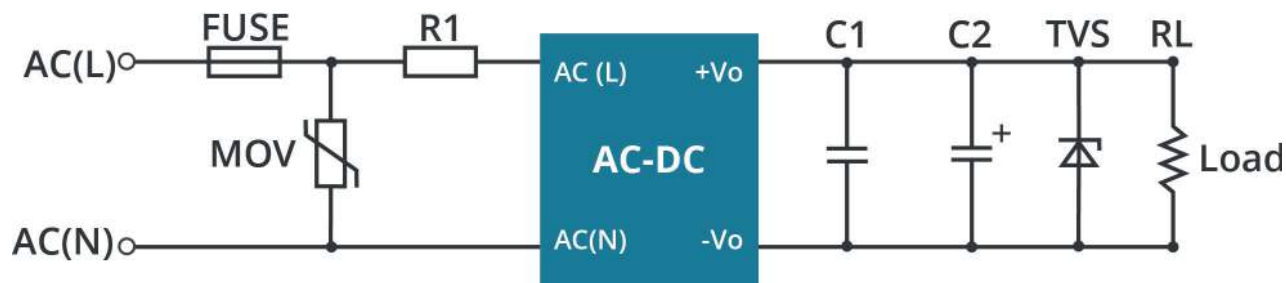 FUSE R1 C1 C2 TVS RL
AC(L) AC (L) +Vo
+
MOV AC-DC Load
AC(N) AC(N) -Vo